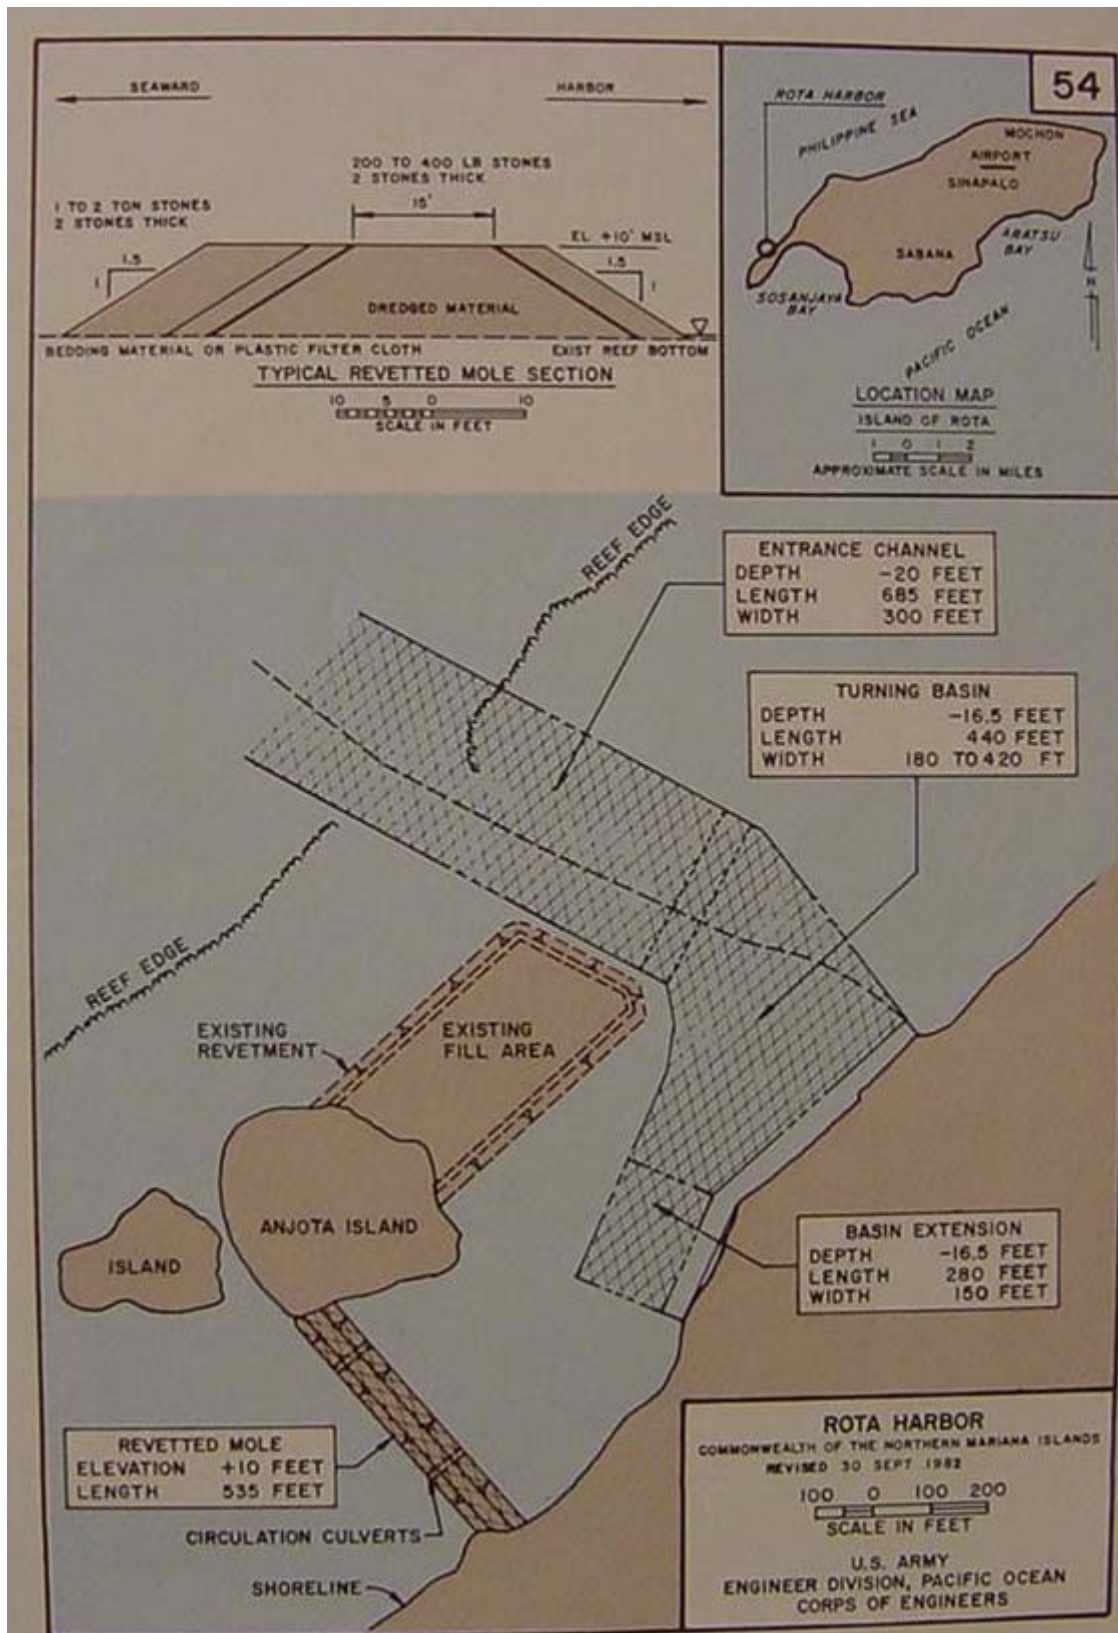 SEAWARD
HARBOR
200 TO 400 LB STONES
2 STONES THICK
15'
1 TO 2 TON STONES
2 STONES THICK
EL +10' MSL
1.5
1
1.5
1
DREDGED MATERIAL
BEDDING MATERIAL OR PLASTIC FILTER CLOTH
EXIST REEF BOTTOM
TYPICAL REVETTED MOLE SECTION
10 5 0 10
SCALE IN FEET
54
ROTA HARBOR
PHILIPPINE SEA
MOCHON
AIRPORT
SINAPALO
ARATSU
BAY
SABANA
N
SOSANJAYA
BAY
PACIFIC OCEAN
LOCATION MAP
ISLAND OF ROTA
1 0 1 2
APPROXIMATE SCALE IN MILES
REEF EDGE
ENTRANCE CHANNEL
DEPTH -20 FEET
LENGTH 685 FEET
WIDTH 300 FEET
TURNING BASIN
DEPTH -16.5 FEET
LENGTH 440 FEET
WIDTH 180 TO 420 FT
REEF EDGE
EXISTING
REVETMENT
EXISTING
FILL AREA
ANJOTA ISLAND
ISLAND
BASIN EXTENSION
DEPTH -16.5 FEET
LENGTH 280 FEET
WIDTH 150 FEET
REVETTED MOLE
ELEVATION +10 FEET
LENGTH 535 FEET
CIRCULATION CULVERTS
SHORELINE
ROTA HARBOR
COMMONWEALTH OF THE NORTHERN MARIANA ISLANDS
REVISED 30 SEPT 1982
100 0 100 200
SCALE IN FEET
U.S. ARMY
ENGINEER DIVISION, PACIFIC OCEAN
CORPS OF ENGINEERS